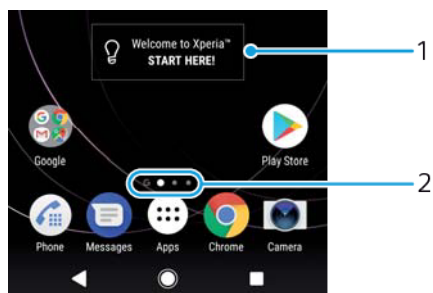 Welcome to Xperia™
START HERE!
1
Google
Play Store
G
2
Phone
Messages
Apps
Chrome
Camera